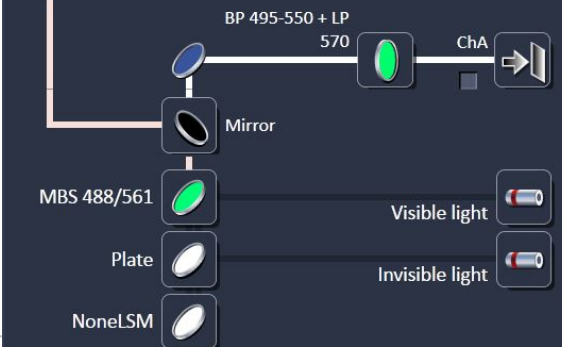 BP 495-550 + LP
570
ChA
Mirror
MBS 488/561
Visible light
Plate
Invisible light
NoneLSM